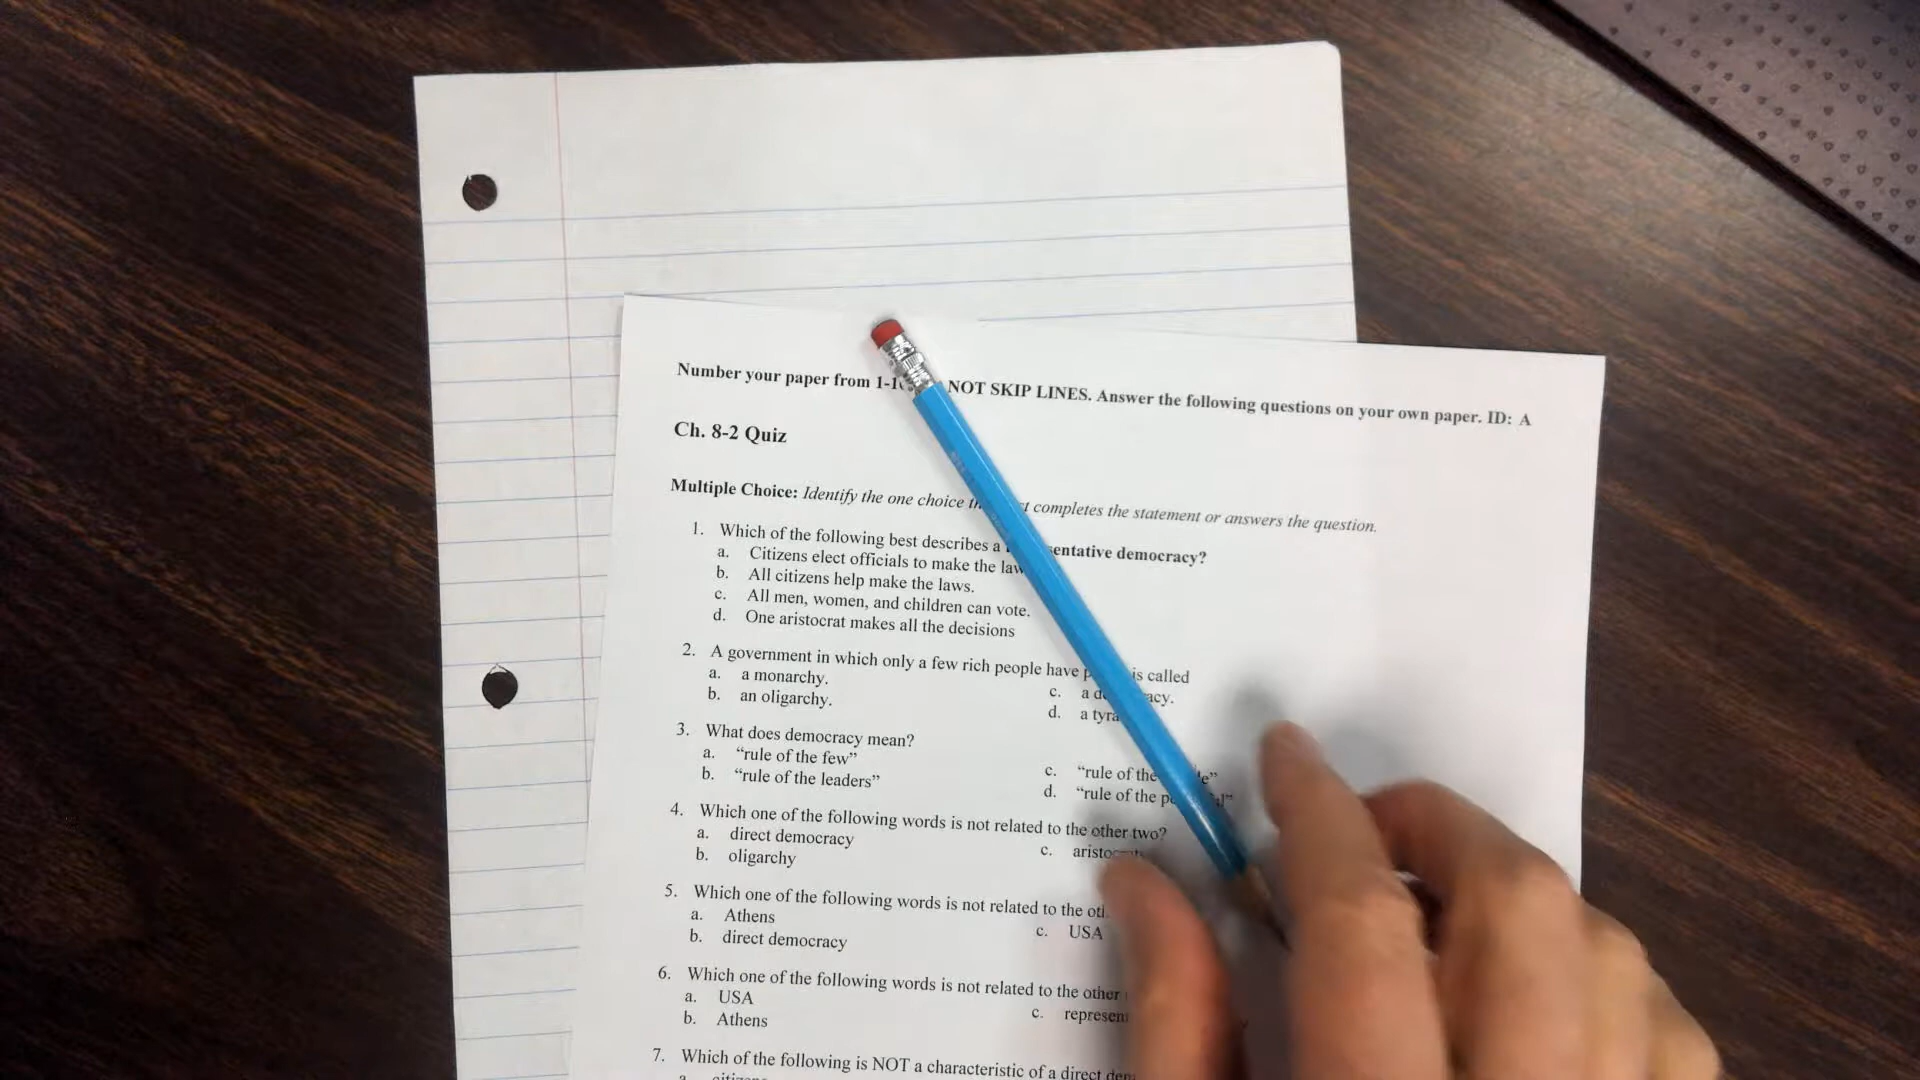 Number your paper from 1-1 NOT SKIP LINES. Answer the following questions on your own paper. ID: A
Ch. 8-2 Quiz
Multiple Choice: Identify the one choice completes the statement or answers the question.
1. Which of the following best describes a democracy?
a. Citizens elect officials to make the
b. All citizens help make the laws.
c. All men, women, and children can vote.
d. One aristocrat makes all the decisions
2. A government in which only a few rich people have is called
a. a monarchy. c. a
b. an oligarchy. d. a
3. What does democracy mean?
a. “rule of the few” c. “rule of the
b. “rule of the leaders” d. “rule of the
4. Which one of the following words is not related to the other two?
a. direct democracy c.
b. oligarchy
5. Which one of the following words is not related to the
a. Athens c. USA
b. direct democracy
6. Which one of the following words is not related to the other
a. USA c.
b. Athens
7. Which of the following is NOT a characteristic of a direct